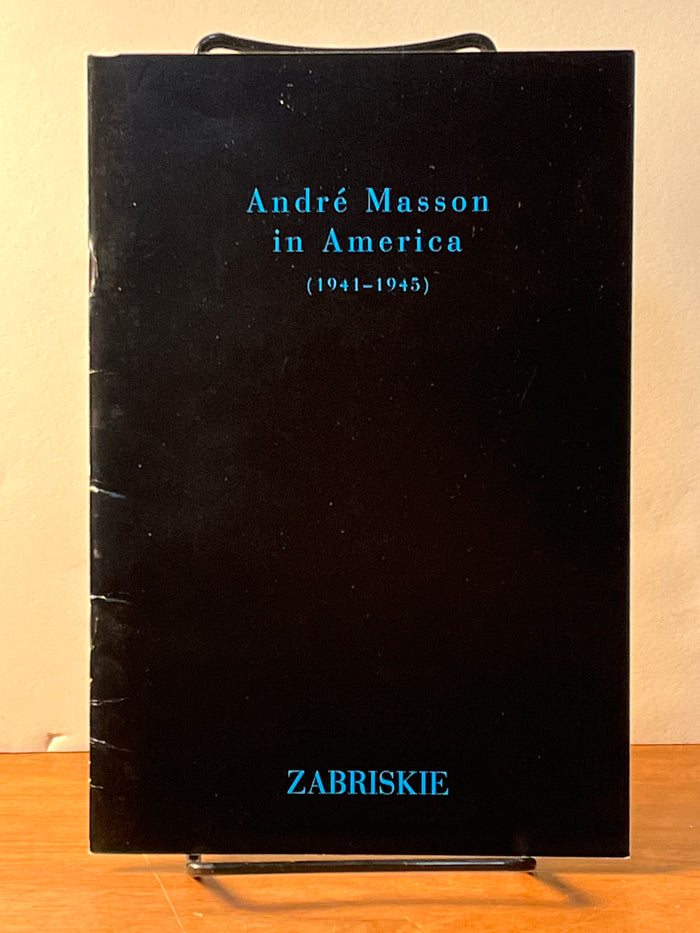 André Masson
in America
(1941–1945)
ZABRISKIE